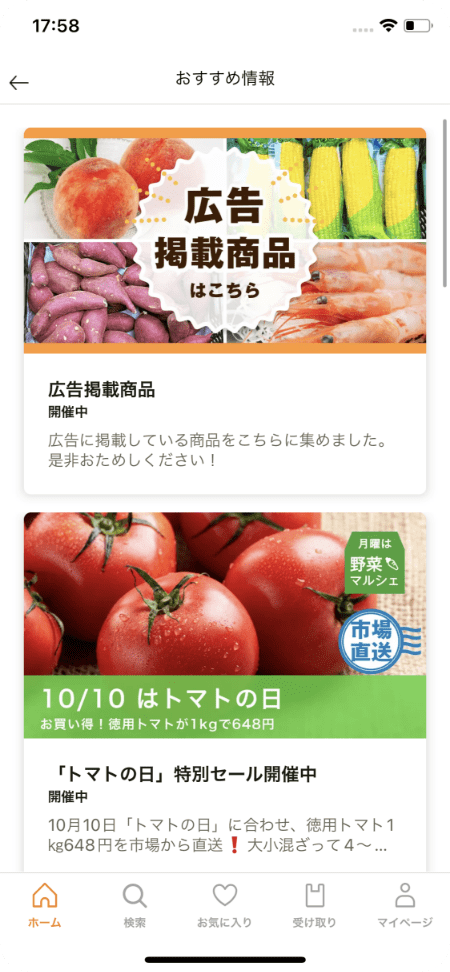 17:58
おすすめ情報
広告
掲載商品
はこちら
広告掲載商品
開催中
広告に掲載している商品をこちらに集めました。
是非おためしください！
月曜は
野菜
マルシェ
市場
直送
10/10 はトマトの日
お買い得！徳用トマトが1kgで648円
「トマトの日」特別セール開催中
開催中
10月10日「トマトの日」に合わせ、徳用トマト1
kg648円を市場から直送❗大小混ざって４〜...
ホーム
検索
お気に入り
受け取り
マイページ